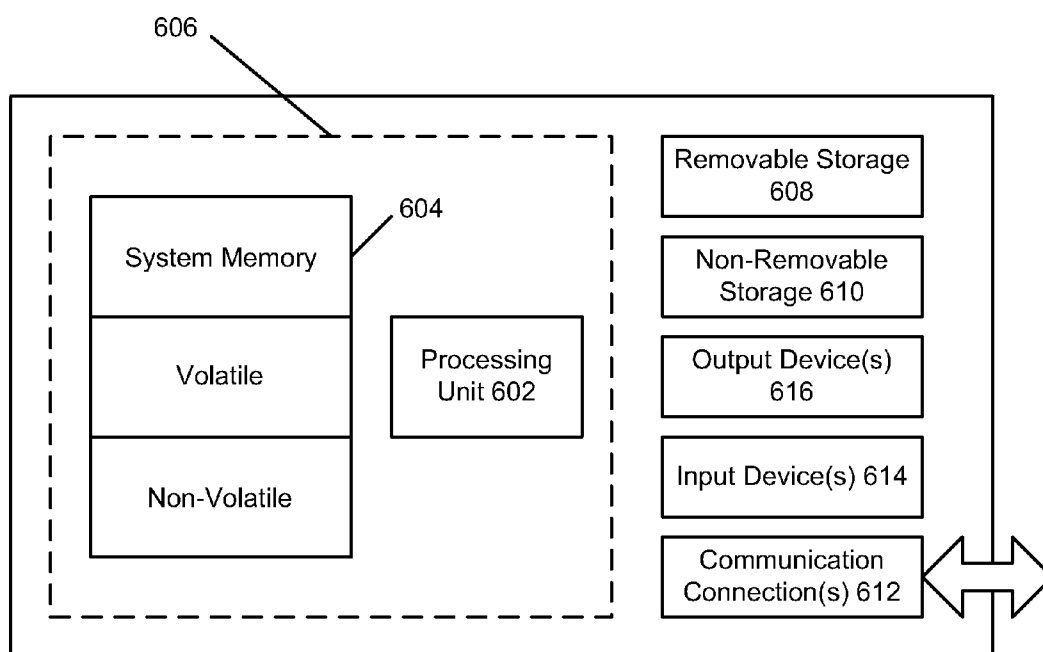 606
604
System Memory
Volatile
Non-Volatile
Processing
Unit 602
Removable Storage
608
Non-Removable
Storage 610
Output Device(s)
616
Input Device(s) 614
Communication
Connection(s) 612